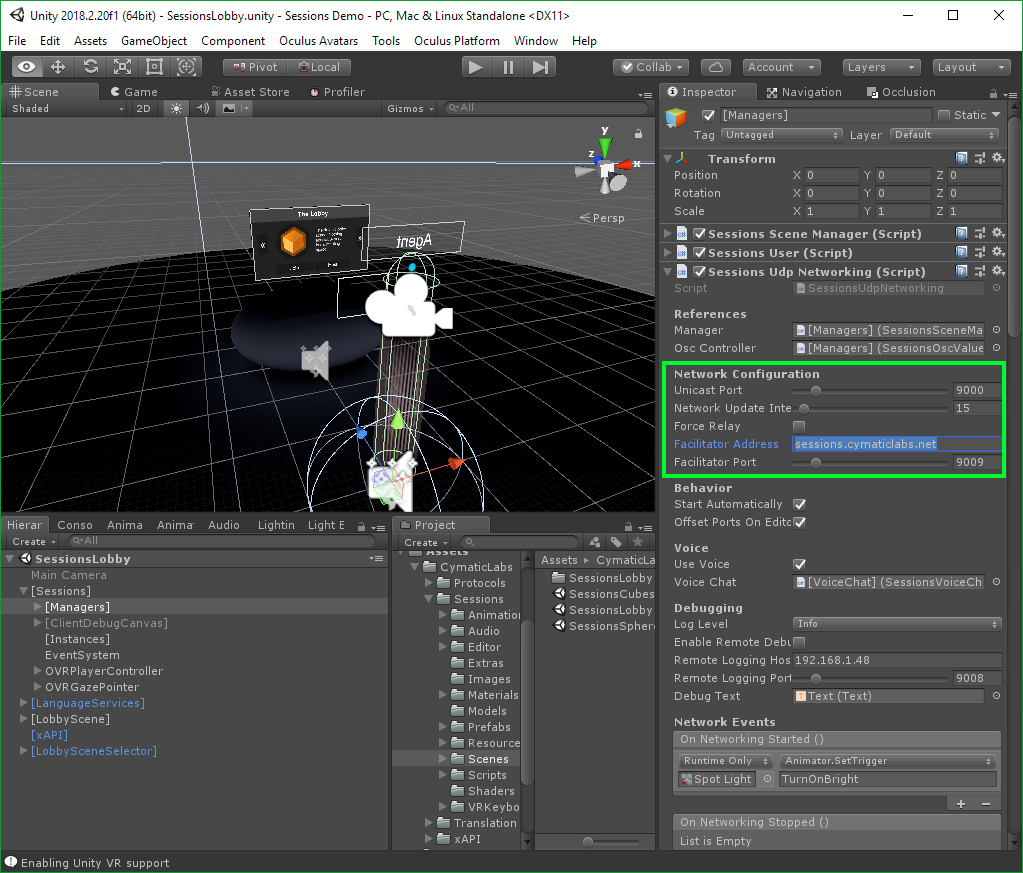 Unity 2018.2.20f1 (64bit) - SessionsLobby.unity - Sessions Demo - PC, Mac & Linux Standalone <DX11>
File Edit Assets GameObject Component Oculus Avatars Tools Oculus Platform Window Help
Pivot Local Collab Account Layers Layout
Scene Game Asset Store Profiler
Shaded 2D Gizmos All
y
z
x
Persp
The Lobby
Agent
Inspector Navigation Occlusion
[Managers] Static
Tag Untagged Layer Default
Transform
Position X 0 Y 0 Z 0
Rotation X 0 Y 0 Z 0
Scale X 1 Y 1 Z 1
Sessions Scene Manager (Script)
Sessions User (Script)
Sessions Udp Networking (Script)
Script SessionsUdpNetworking
References
Manager [Managers] (SessionsSceneMa
Osc Controller [Managers] (SessionsOscValue
Network Configuration
Unicast Port 9000
Network Update Inte 15
Force Relay
Facilitator Address sessions.cymaticlabs.net
Facilitator Port 9009
Behavior
Start Automatically
Offset Ports On Edito
Voice
Use Voice
Voice Chat [VoiceChat] (SessionsVoiceCh
Debugging
Log Level Info
Enable Remote Debu
Remote Logging Hos 192.168.1.48
Remote Logging Port 9008
Debug Text Text (Text)
Network Events
On Networking Started ()
Runtime Only Animator.SetTrigger
Spot Light TurnOnBright
+ −
On Networking Stopped ()
List is Empty
Hierar Conso Anima Animat Audio Lightin Light E
Create All
SessionsLobby
Main Camera
[Sessions]
[Managers]
[ClientDebugCanvas]
[Instances]
EventSystem
OVRPlayerController
OVRGazePointer
[LanguageServices]
[LobbyScene]
[xAPI]
[LobbySceneSelector]
Project
Create
Assets
CymaticLabs
Protocols
Sessions
Animatio
Audio
Editor
Extras
Images
Materials
Models
Prefabs
Resource
Scenes
Scripts
Shaders
VRKeybo
Translation
xAPI
Assets CymaticLa
SessionsLobby
SessionsCubes
SessionsLobby
SessionsSphere
Enabling Unity VR support